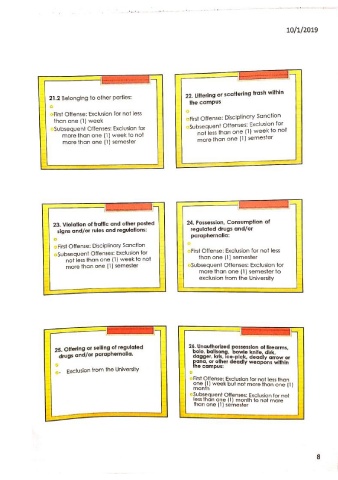 10/1/2019
21.2 Belonging to other parties:
First Offense: Exclusion for not less
than one (1) week
Subsequent Offenses: Exclusion for
more than one (1) week to not
more than one (1) semester
22. Littering or scattering trash within
the campus
First Offense: Disciplinary Sanction
Subsequent Offenses: Exclusion for
not less than one (1) week to not
more than one (1) semester
23. Violation of traffic and other posted
signs and/or rules and regulations:
First Offense: Disciplinary Sanction
Subsequent Offenses: Exclusion for
not less than one (1) week to not
more than one (1) semester
24. Possession, Consumption of
regulated drugs and/or
paraphernalia:
First Offense: Exclusion for not less
than one (1) semester
Subsequent Offenses: Exclusion for
more than one (1) semester to
exclusion from the University
25. Offering or selling of regulated
drugs and/or paraphernalia.
Exclusion from the University
26. Unauthorized possession of firearms,
bolo, balisong, bowie knife, dirk,
dagger, kris, ice-pick, deadly arrow or
pana, or other deadly weapons within
the campus:
First Offense: Exclusion for not less than
one (1) week but not more than one (1)
month
Subsequent Offenses: Exclusion for not
less than one (1) month to not more
than one (1) semester
8